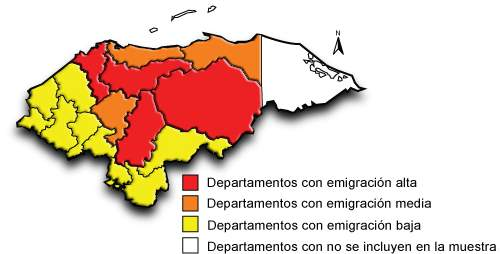 N
Departamentos con emigración alta
Departamentos con emigración media
Departamentos con emigración baja
Departamentos con no se incluyen en la muestra